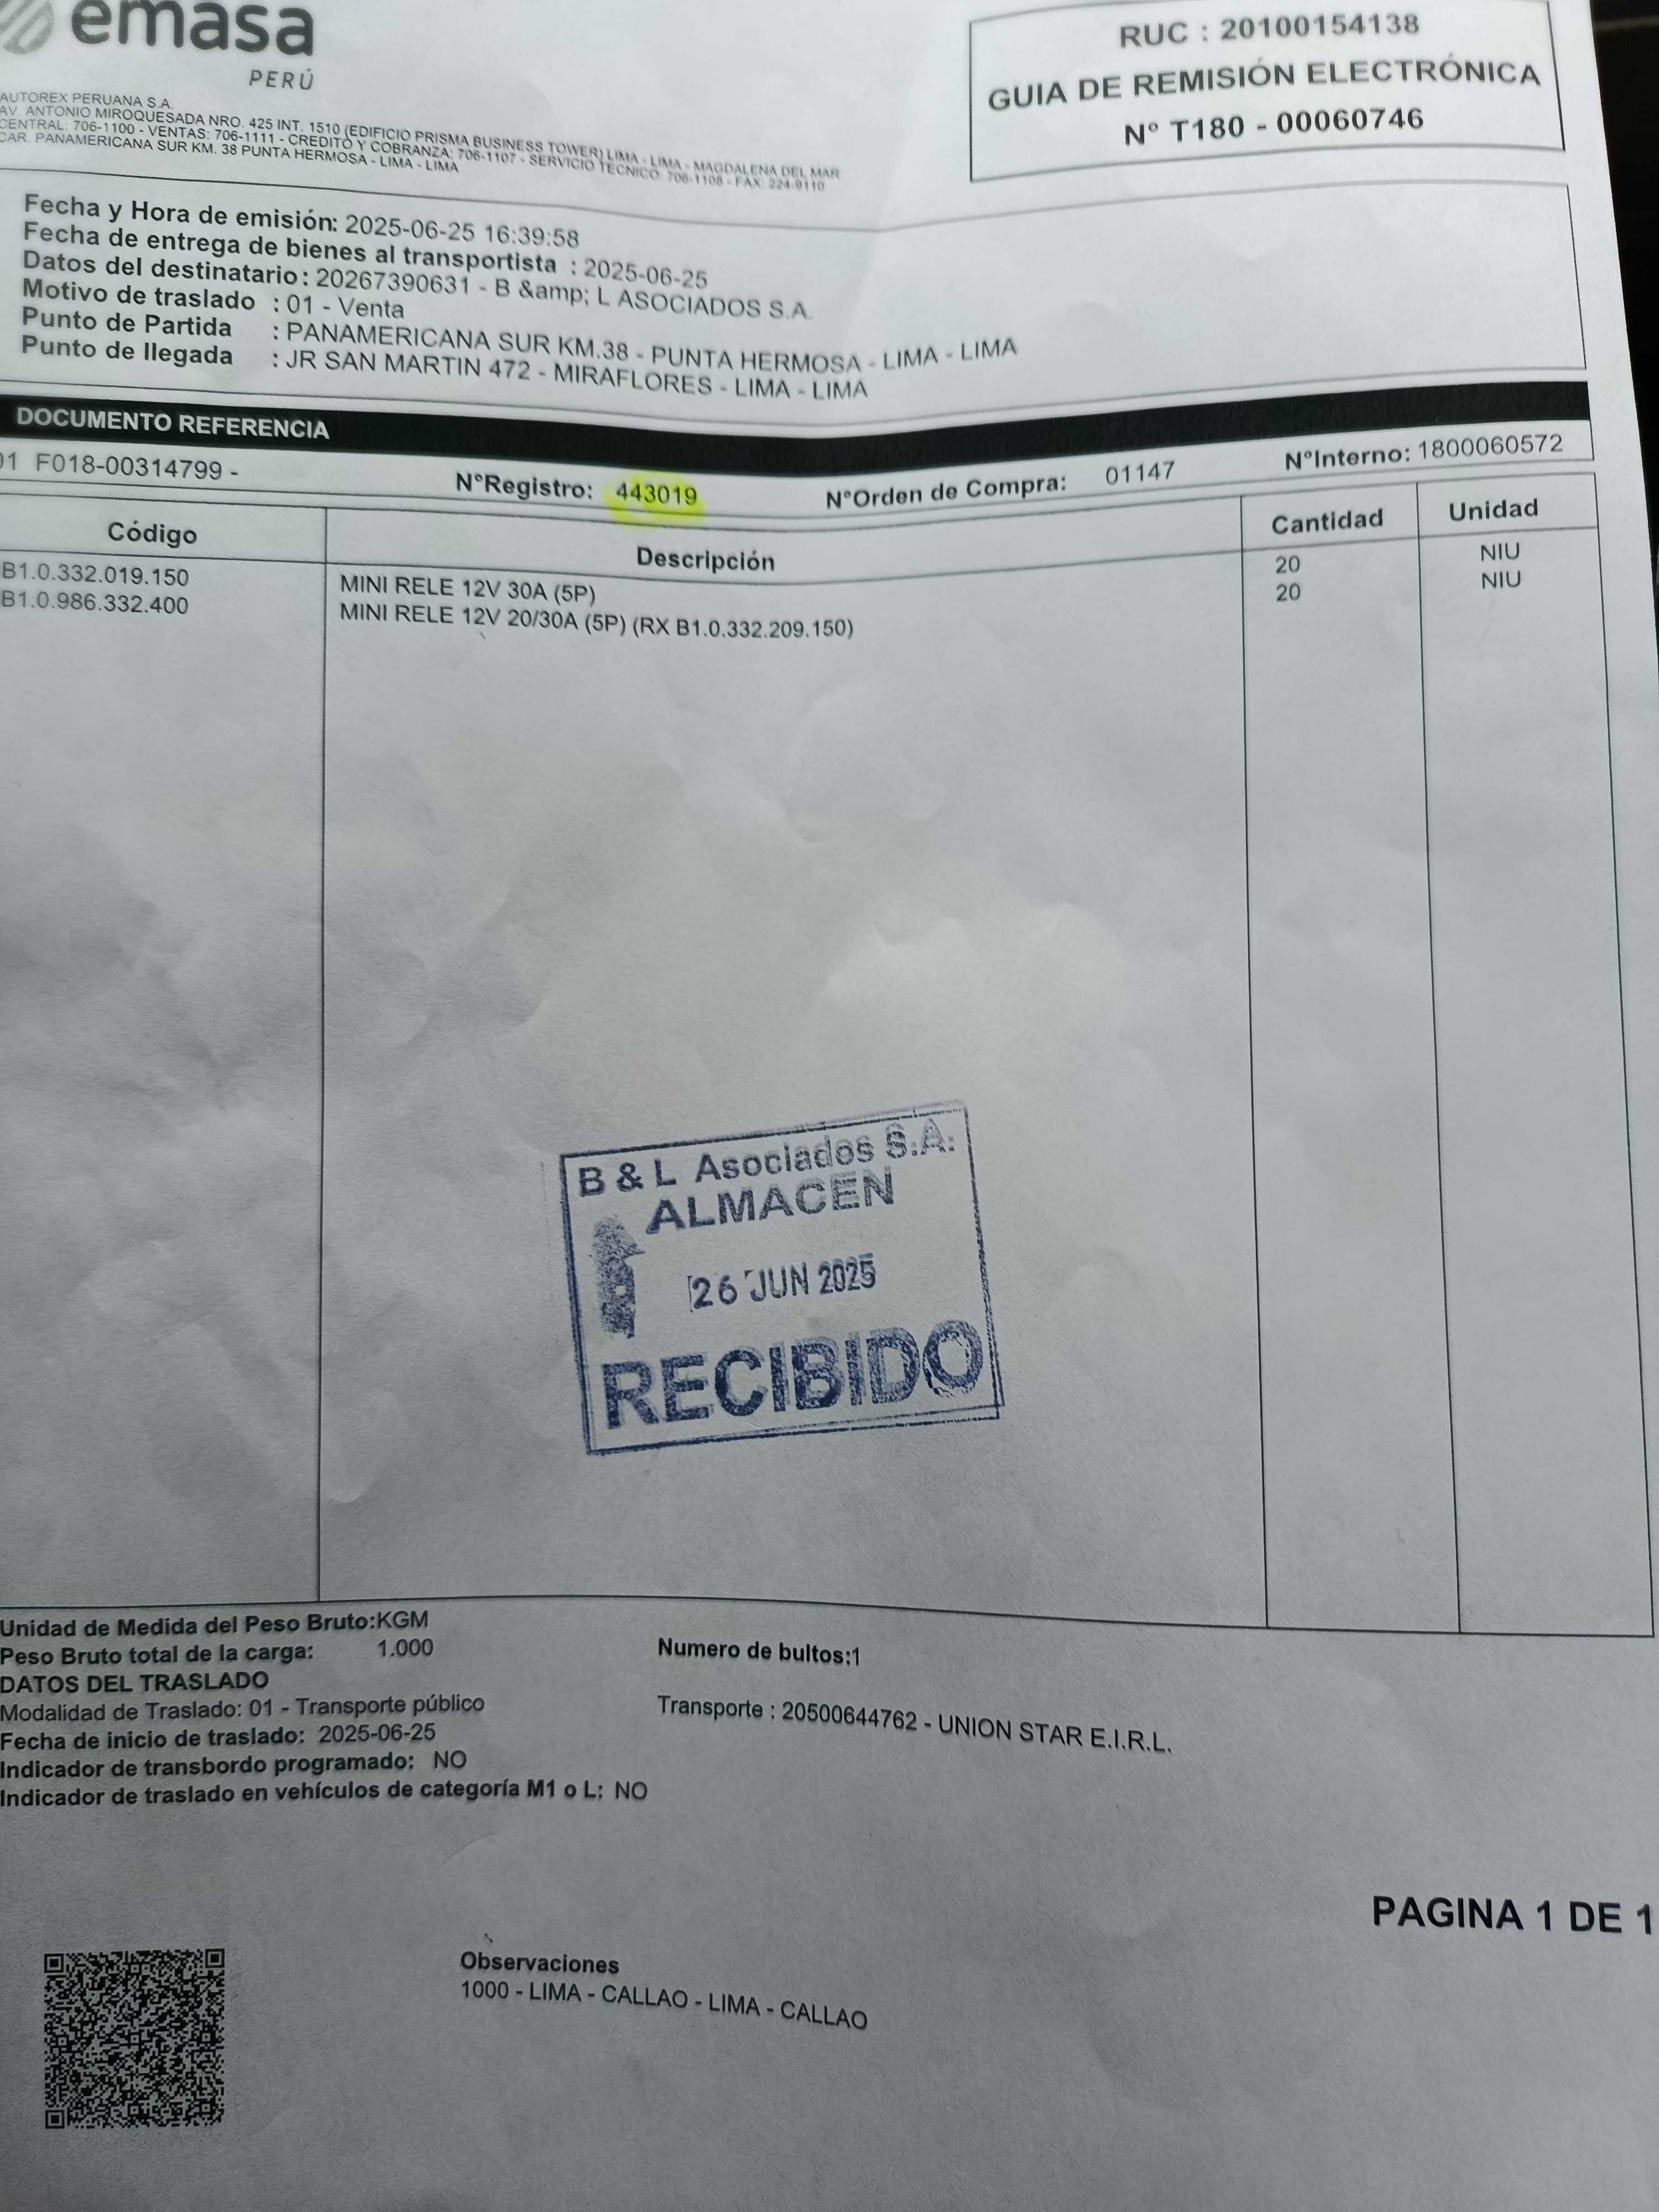 emasa
PERÚ
AUTOREX PERUANA S.A.
AV. ANTONIO MIROQUESADA NRO. 425 INT. 1510 (EDIFICIO PRISMA BUSINESS TOWER) LIMA - LIMA - MAGDALENA DEL MAR
CENTRAL: 706-1100 - VENTAS: 706-1111 - CREDITO Y COBRANZA: 706-1107 - SERVICIO TECNICO: 706-1108 - FAX: 224-9110
CAR. PANAMERICANA SUR KM. 38 PUNTA HERMOSA - LIMA - LIMA
RUC : 20100154138
GUIA DE REMISIÓN ELECTRÓNICA
N° T180 - 00060746
Fecha y Hora de emisión: 2025-06-25 16:39:58
Fecha de entrega de bienes al transportista : 2025-06-25
Datos del destinatario : 20267390631 - B &amp; L ASOCIADOS S.A.
Motivo de traslado : 01 - Venta
Punto de Partida : PANAMERICANA SUR KM.38 - PUNTA HERMOSA - LIMA - LIMA
Punto de llegada : JR SAN MARTIN 472 - MIRAFLORES - LIMA - LIMA
DOCUMENTO REFERENCIA
01 F018-00314799 - N°Registro: 443019 N°Orden de Compra: 01147 N°Interno: 1800060572
Código Descripción Cantidad Unidad
B1.0.332.019.150 MINI RELE 12V 30A (5P) 20 NIU
B1.0.986.332.400 MINI RELE 12V 20/30A (5P) (RX B1.0.332.209.150) 20 NIU
B & L Asociados S.A.
ALMACEN
26 JUN 2025
RECIBIDO
Unidad de Medida del Peso Bruto:KGM
Peso Bruto total de la carga: 1.000 Numero de bultos:1
DATOS DEL TRASLADO
Modalidad de Traslado: 01 - Transporte público Transporte : 20500644762 - UNION STAR E.I.R.L.
Fecha de inicio de traslado: 2025-06-25
Indicador de transbordo programado: NO
Indicador de traslado en vehículos de categoría M1 o L: NO
PAGINA 1 DE 1
Observaciones
1000 - LIMA - CALLAO - LIMA - CALLAO